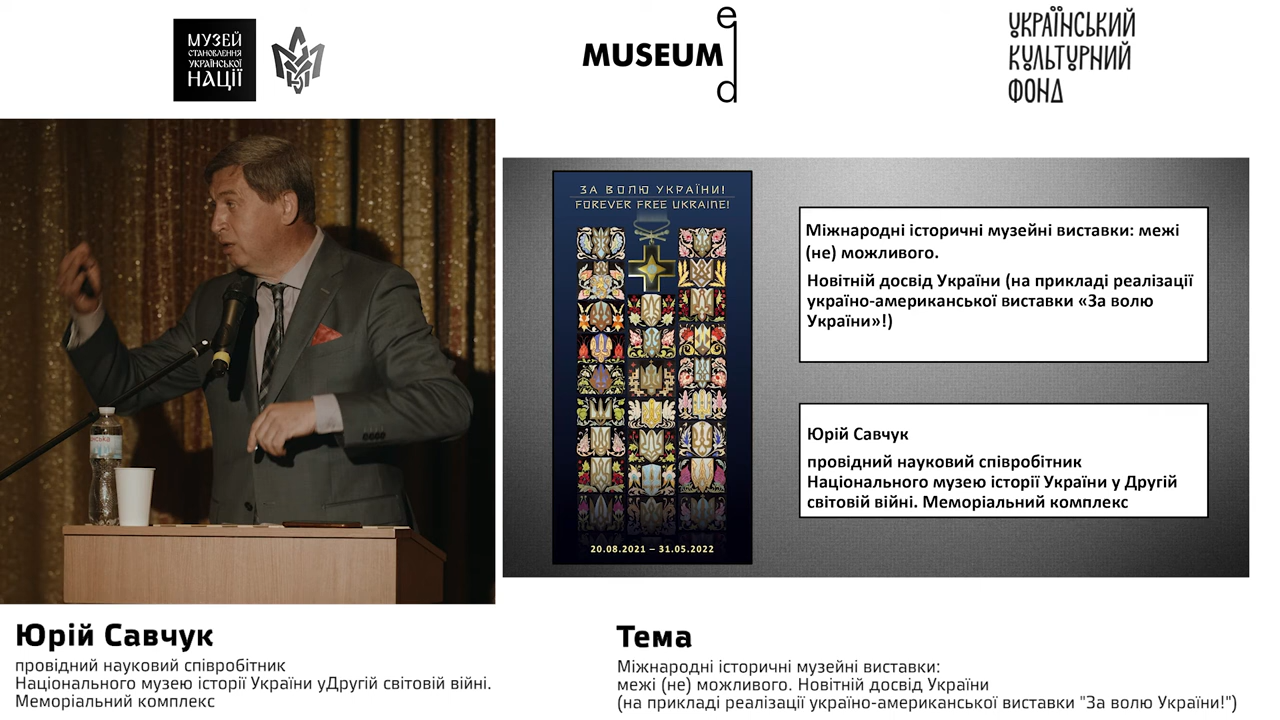 МУЗЕЙ
СТАНОВЛЕННЯ
УКРАЇНСЬКОЇ
НАЦІЇ
MUSEUM
ed
УКРАЇНСЬКИЙ
КУЛЬТУРНИЙ
ФОНД
ЗА ВОЛЮ УКРАЇНИ!
FOREVER FREE UKRAINE!
20.08.2021 – 31.05.2022
Міжнародні історичні музейні виставки: межі
(не) можливого.
Новітній досвід України (на прикладі реалізації
україно-американської виставки «За волю
України»!)
Юрій Савчук
провідний науковий співробітник
Національного музею історії України у Другій
світовій війні. Меморіальний комплекс
Юрій Савчук
провідний науковий співробітник
Національного музею історії України уДругій світовій війні.
Меморіальний комплекс
Тема
Міжнародні історичні музейні виставки:
межі (не) можливого. Новітній досвід України
(на прикладі реалізації україно-американської виставки "За волю України!")